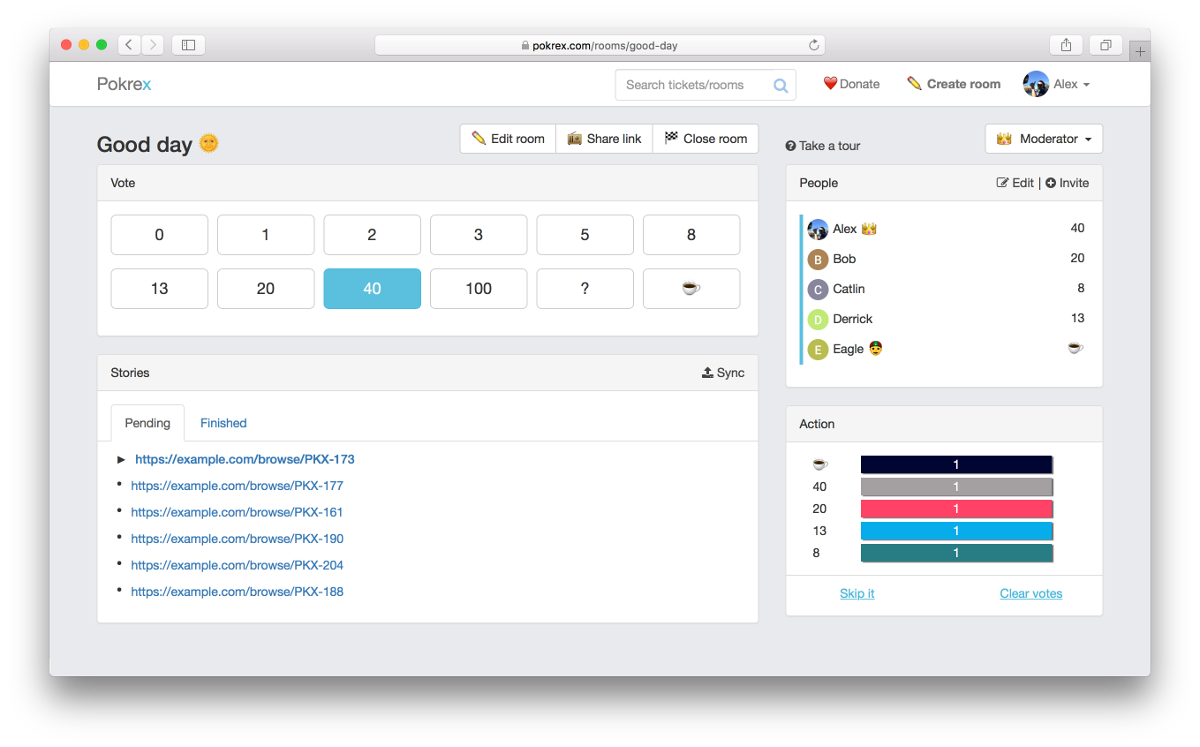 pokrex.com/rooms/good-day
Pokrex
Search tickets/rooms
Donate
Create room
Alex
Good day
Edit room
Share link
Close room
Take a tour
Moderator
Vote
0 1 2 3 5 8
13 20 40 100 ?
People
Edit | Invite
Alex 40
B Bob 20
C Catlin 8
D Derrick 13
E Eagle
Stories
Sync
Pending Finished
https://example.com/browse/PKX-173
https://example.com/browse/PKX-177
https://example.com/browse/PKX-161
https://example.com/browse/PKX-190
https://example.com/browse/PKX-204
https://example.com/browse/PKX-188
Action
1
40 1
20 1
13 1
8 1
Skip it Clear votes